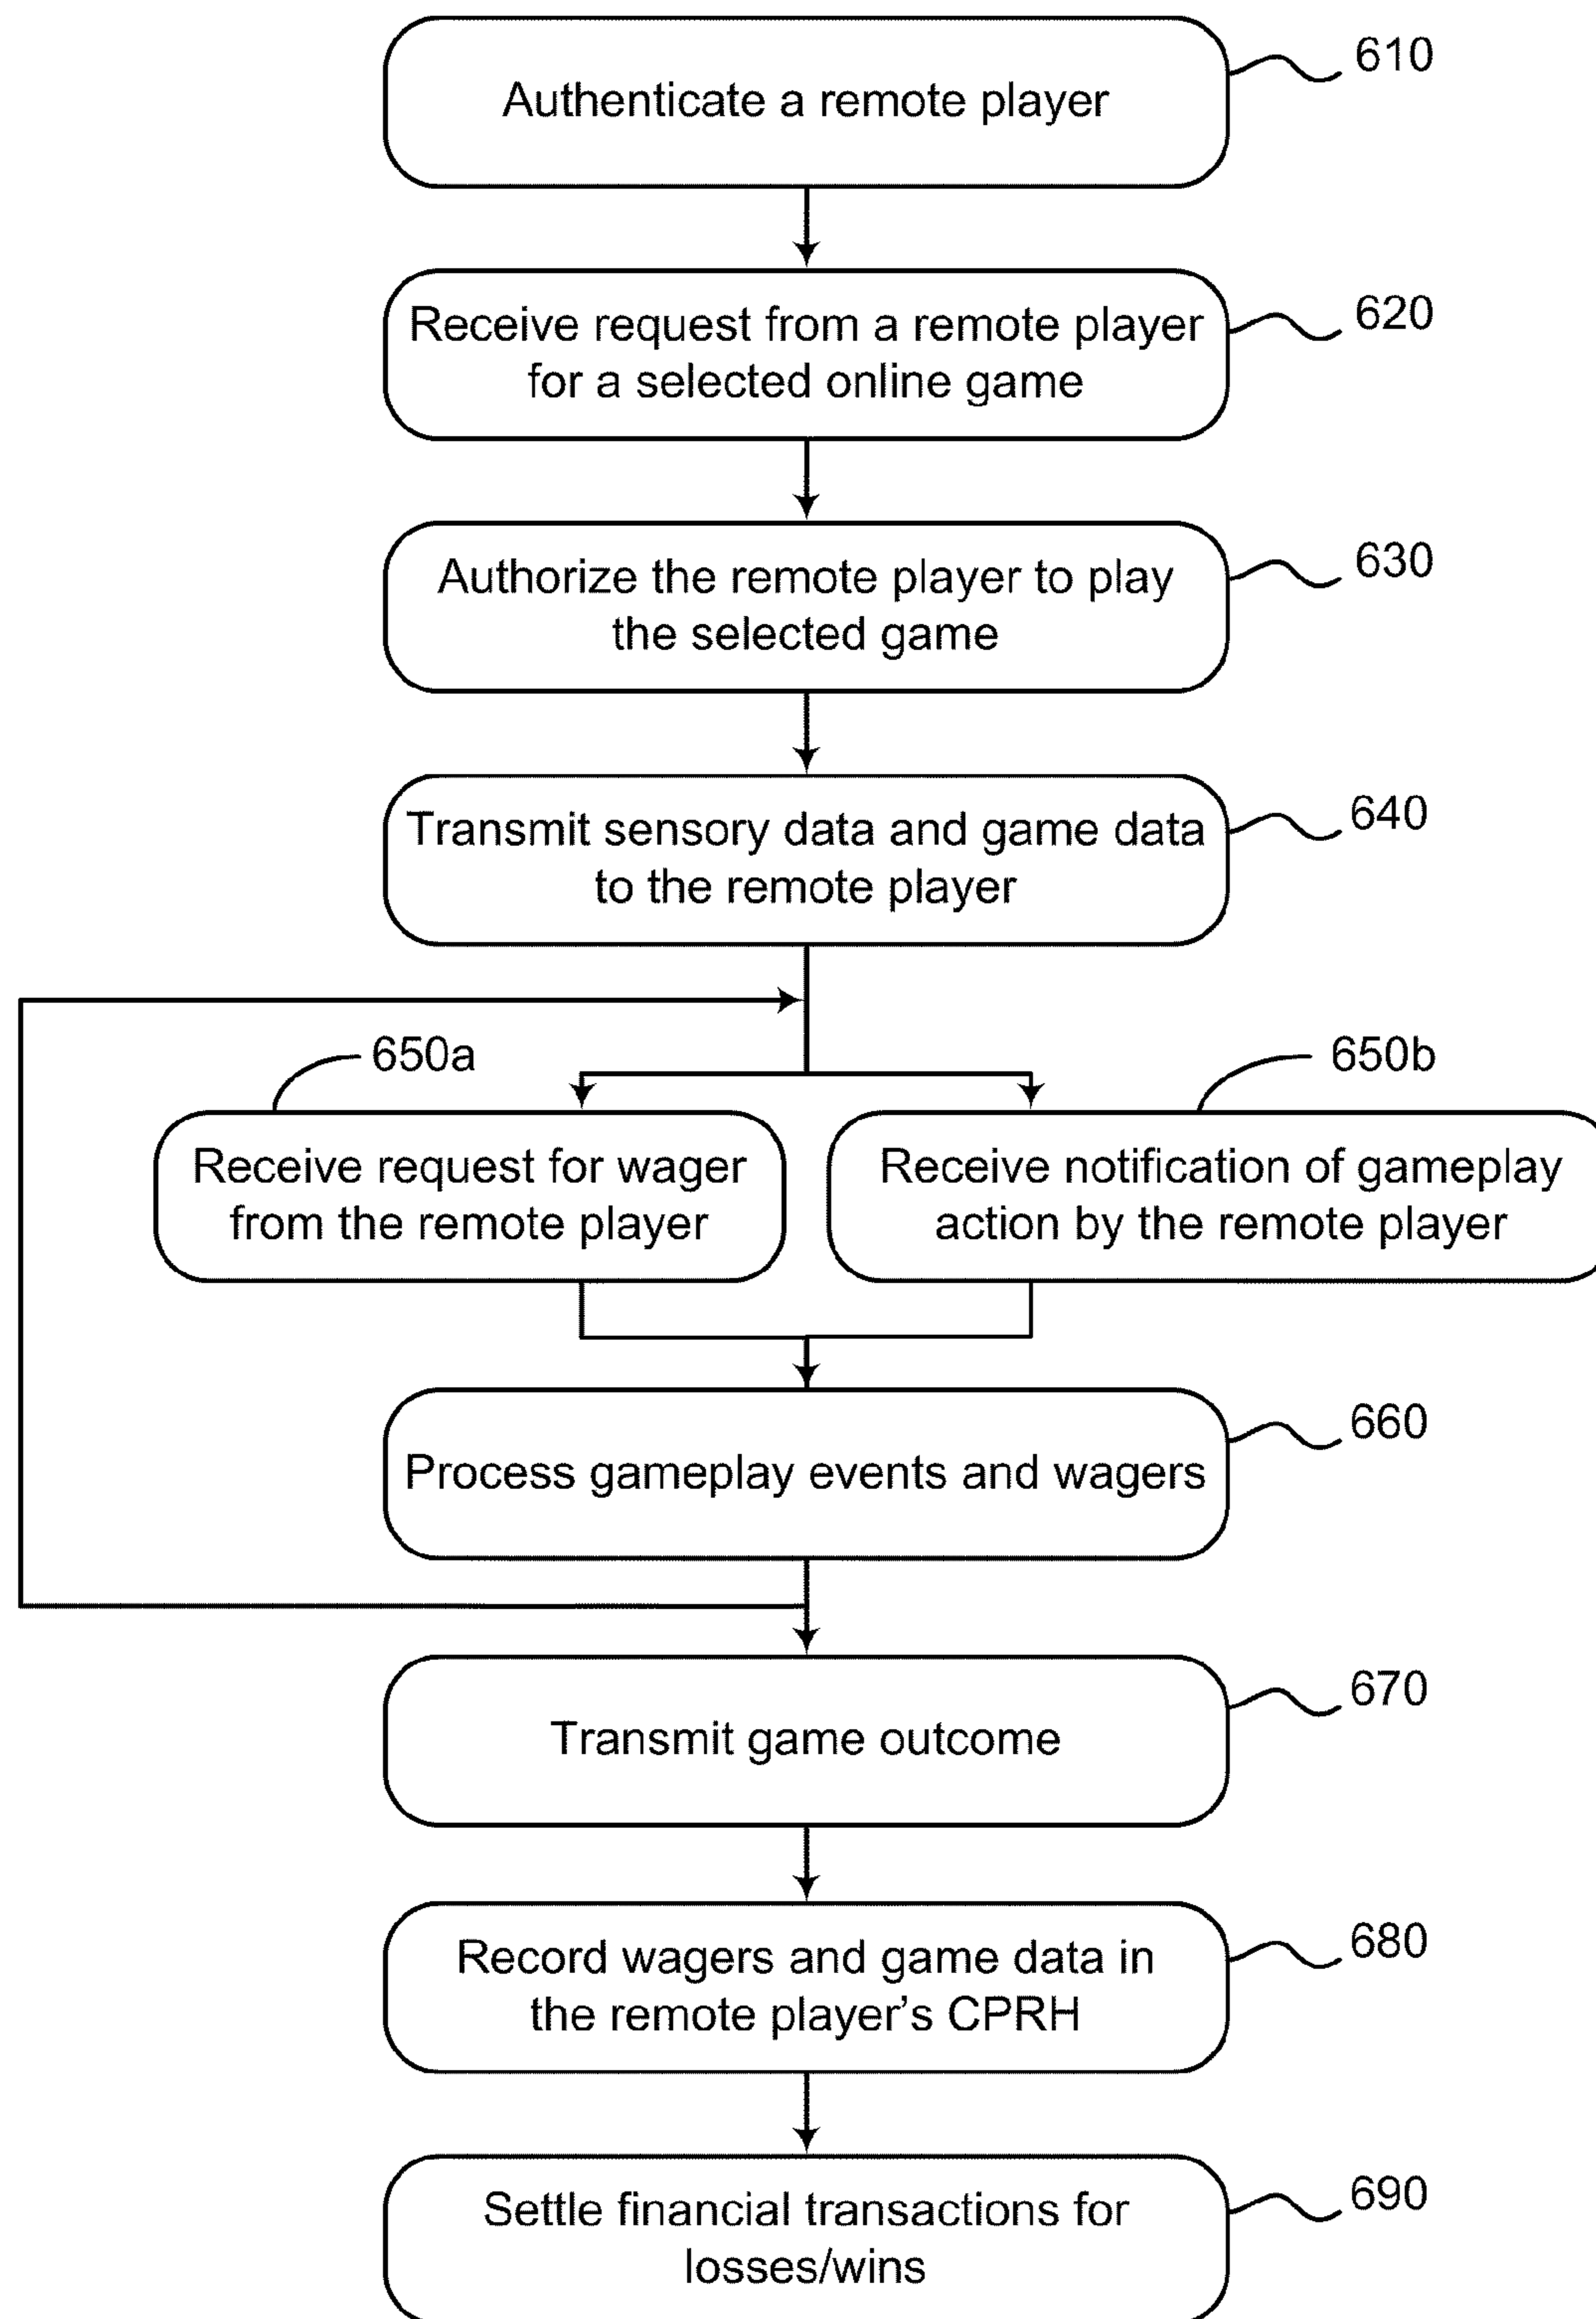 Authenticate a remote player
610
Receive request from a remote player
for a selected online game
620
Authorize the remote player to play
the selected game
630
Transmit sensory data and game data
to the remote player
640
650a
650b
Receive request for wager
from the remote player
Receive notification of gameplay
action by the remote player
660
Process gameplay events and wagers
670
Transmit game outcome
680
Record wagers and game data in
the remote player's CPRH
690
Settle financial transactions for
losses/wins